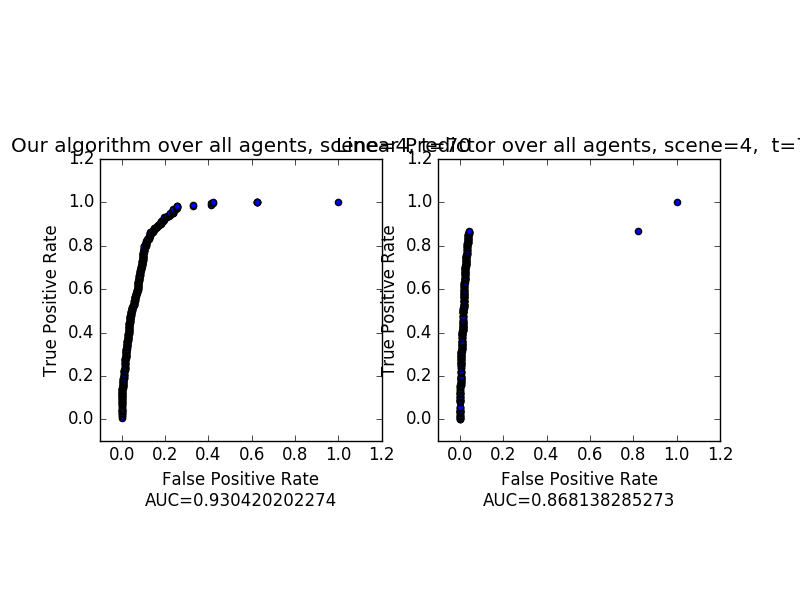 Our algorithm over all agents, scene=4, t=70
Linear Predictor over all agents, scene=4, t=7
1.2
1.0
0.8
0.6
0.4
0.2
0.0
True Positive Rate
0.0 0.2 0.4 0.6 0.8 1.0 1.2
False Positive Rate
AUC=0.930420202274
1.2
1.0
0.8
0.6
0.4
0.2
0.0
True Positive Rate
0.0 0.2 0.4 0.6 0.8 1.0 1.2
False Positive Rate
AUC=0.868138285273